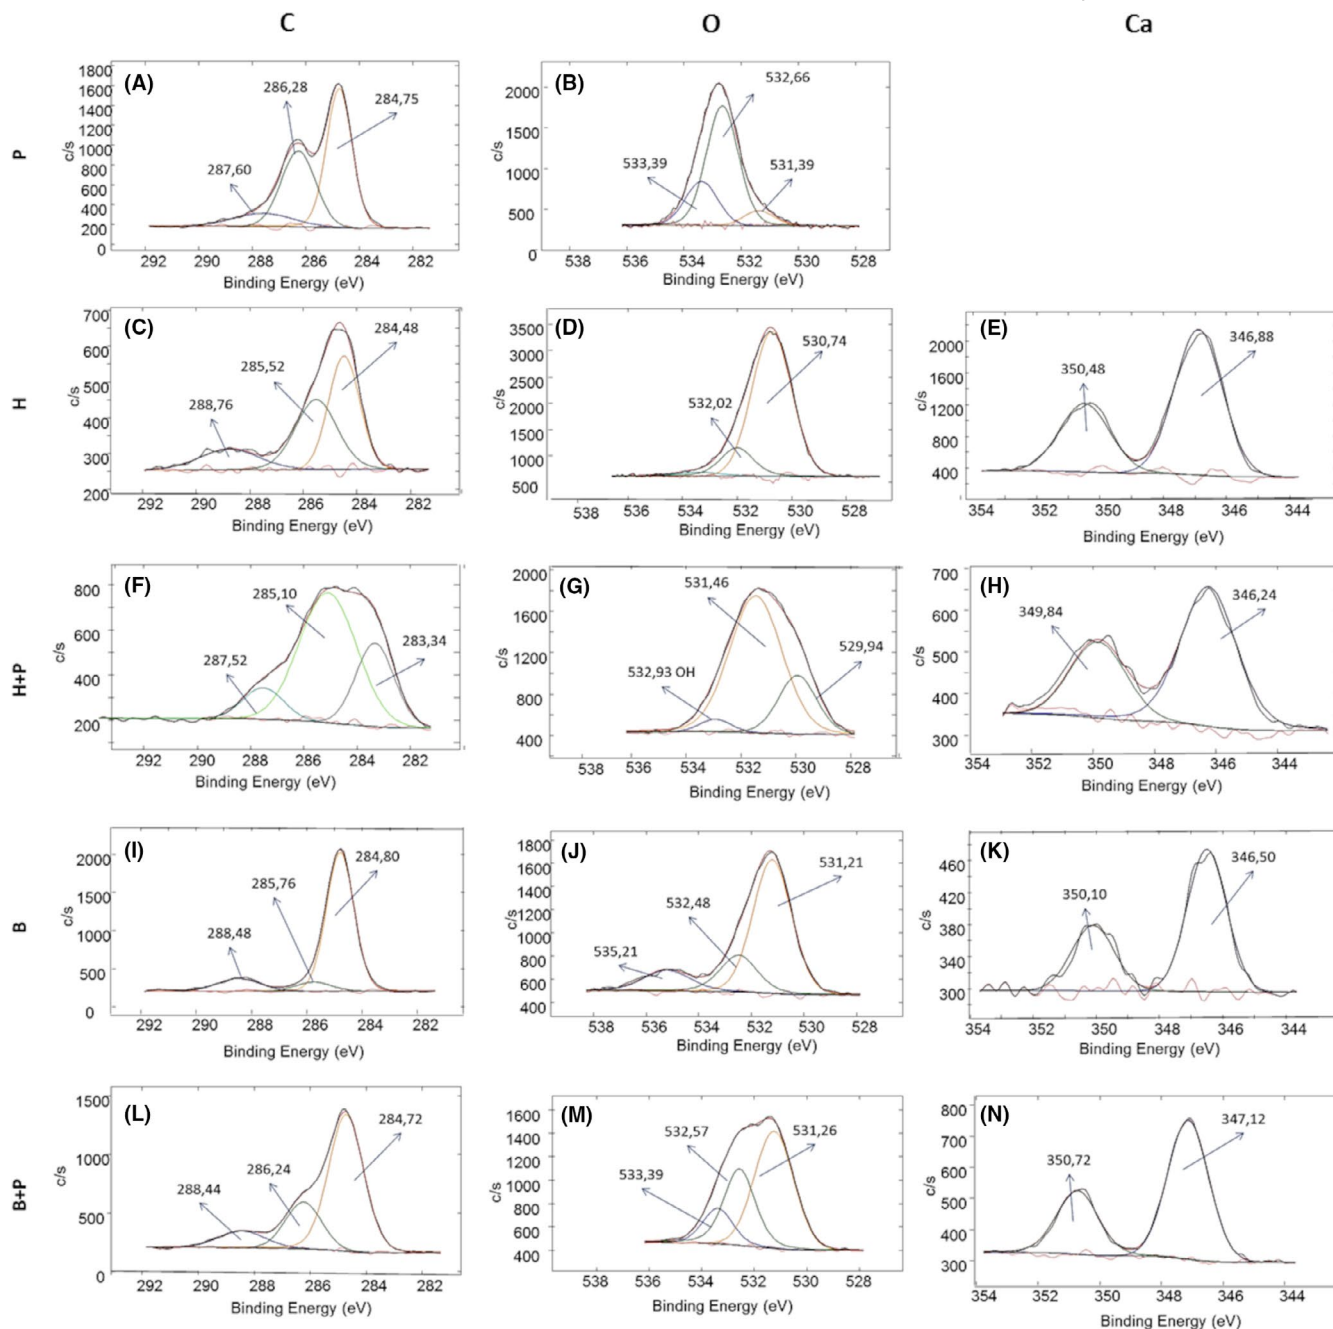 C O Ca
P
(A)
1800
1600
1400
1200
1000
800
600
400
200
0
c/s
286,28
284,75
287,60
292 290 288 286 284 282
Binding Energy (eV)
(B)
2000
1500
1000
500
0
c/s
532,66
533,39
531,39
538 536 534 532 530 528
Binding Energy (eV)
H
(C)
700
600
500
400
300
200
c/s
284,48
285,52
288,76
292 290 288 286 284 282
Binding Energy (eV)
(D)
3500
3000
2000
1500
1000
500
c/s
530,74
532,02
538 536 534 532 530 528
Binding Energy (eV)
(E)
2000
1600
1200
800
400
c/s
350,48
346,88
354 352 350 348 346 344
Binding Energy (eV)
H+P
(F)
800
600
400
200
c/s
285,10
283,34
287,52
292 290 288 286 284 282
Binding Energy (eV)
(G)
2000
1600
1200
800
400
c/s
531,46
529,94
532,93 OH
538 536 534 532 530 528
Binding Energy (eV)
(H)
700
600
500
400
300
c/s
349,84
346,24
354 352 350 348 346 344
Binding Energy (eV)
B
(I)
2000
1500
1000
500
0
c/s
284,80
285,76
288,48
292 290 288 286 284 282
Binding Energy (eV)
(J)
1800
1600
1400
1200
1000
800
600
400
c/s
531,21
532,48
535,21
538 536 534 532 530 528
Binding Energy (eV)
(K)
460
420
380
340
300
c/s
350,10
346,50
354 352 350 348 346 344
Binding Energy (eV)
B+P
(L)
1500
1000
500
0
c/s
284,72
286,24
288,44
292 290 288 286 284 282
Binding Energy (eV)
(M)
1600
1400
1200
1000
800
600
400
c/s
532,57
531,26
533,39
538 536 534 532 530 528
Binding Energy (eV)
(N)
800
700
600
500
400
300
c/s
350,72
347,12
354 352 350 348 346 344
Binding Energy (eV)